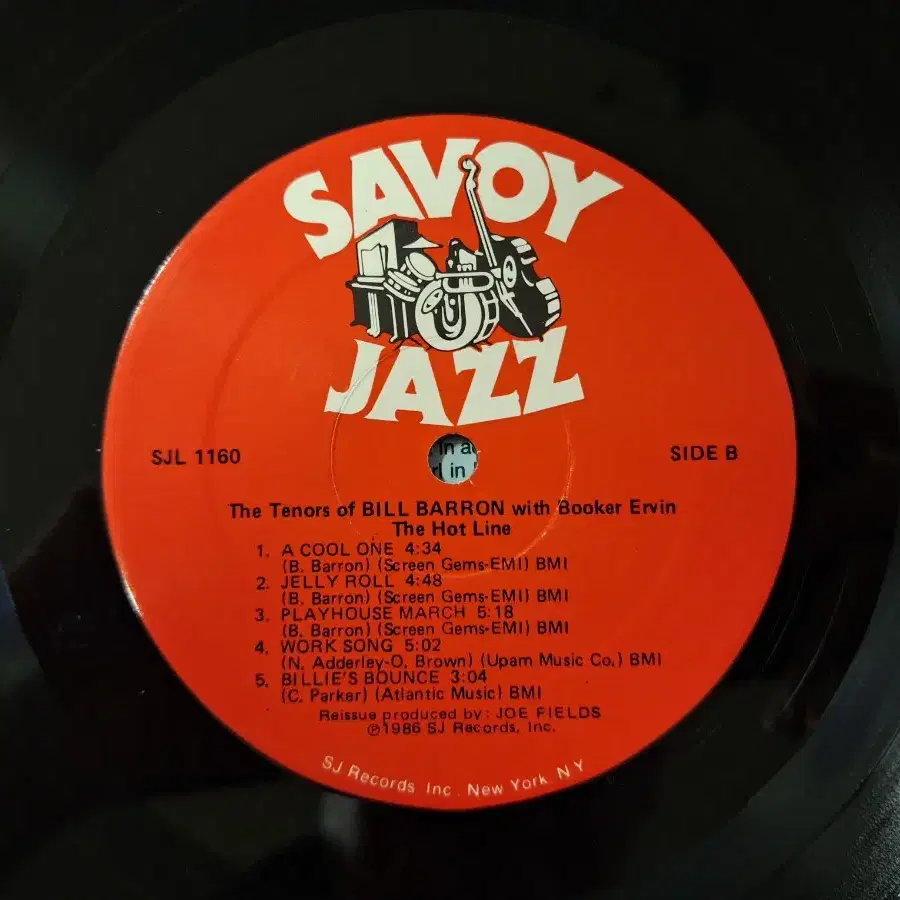 SAVOY
JAZZ
SJL 1160
SIDE B
The Tenors of BILL BARRON with Booker Ervin
The Hot Line
1. A COOL ONE 4:34
(B. Barron) (Screen Gems-EMI) BMI
2. JELLY ROLL 4:48
(B. Barron) (Screen Gems-EMI) BMI
3. PLAYHOUSE MARCH 5:18
(B. Barron) (Screen Gems-EMI) BMI
4. WORK SONG 5:02
(N. Adderley-O. Brown) (Upam Music Co.) BMI
5. BILLIE'S BOUNCE 3:04
(C. Parker) (Atlantic Music) BMI
Reissue produced by: JOE FIELDS
℗1986 SJ Records, Inc.
SJ Records Inc. New York, NY